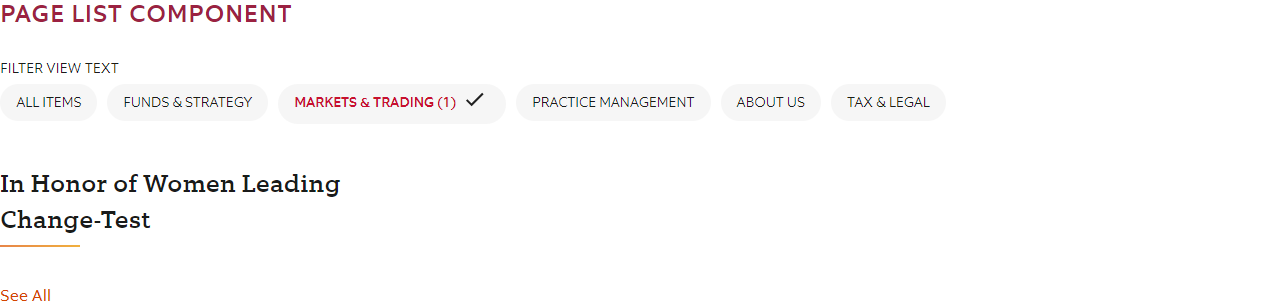 PAGE LIST COMPONENT
FILTER VIEW TEXT
ALL ITEMS FUNDS & STRATEGY MARKETS & TRADING (1) PRACTICE MANAGEMENT ABOUT US TAX & LEGAL
In Honor of Women Leading
Change-Test
See All